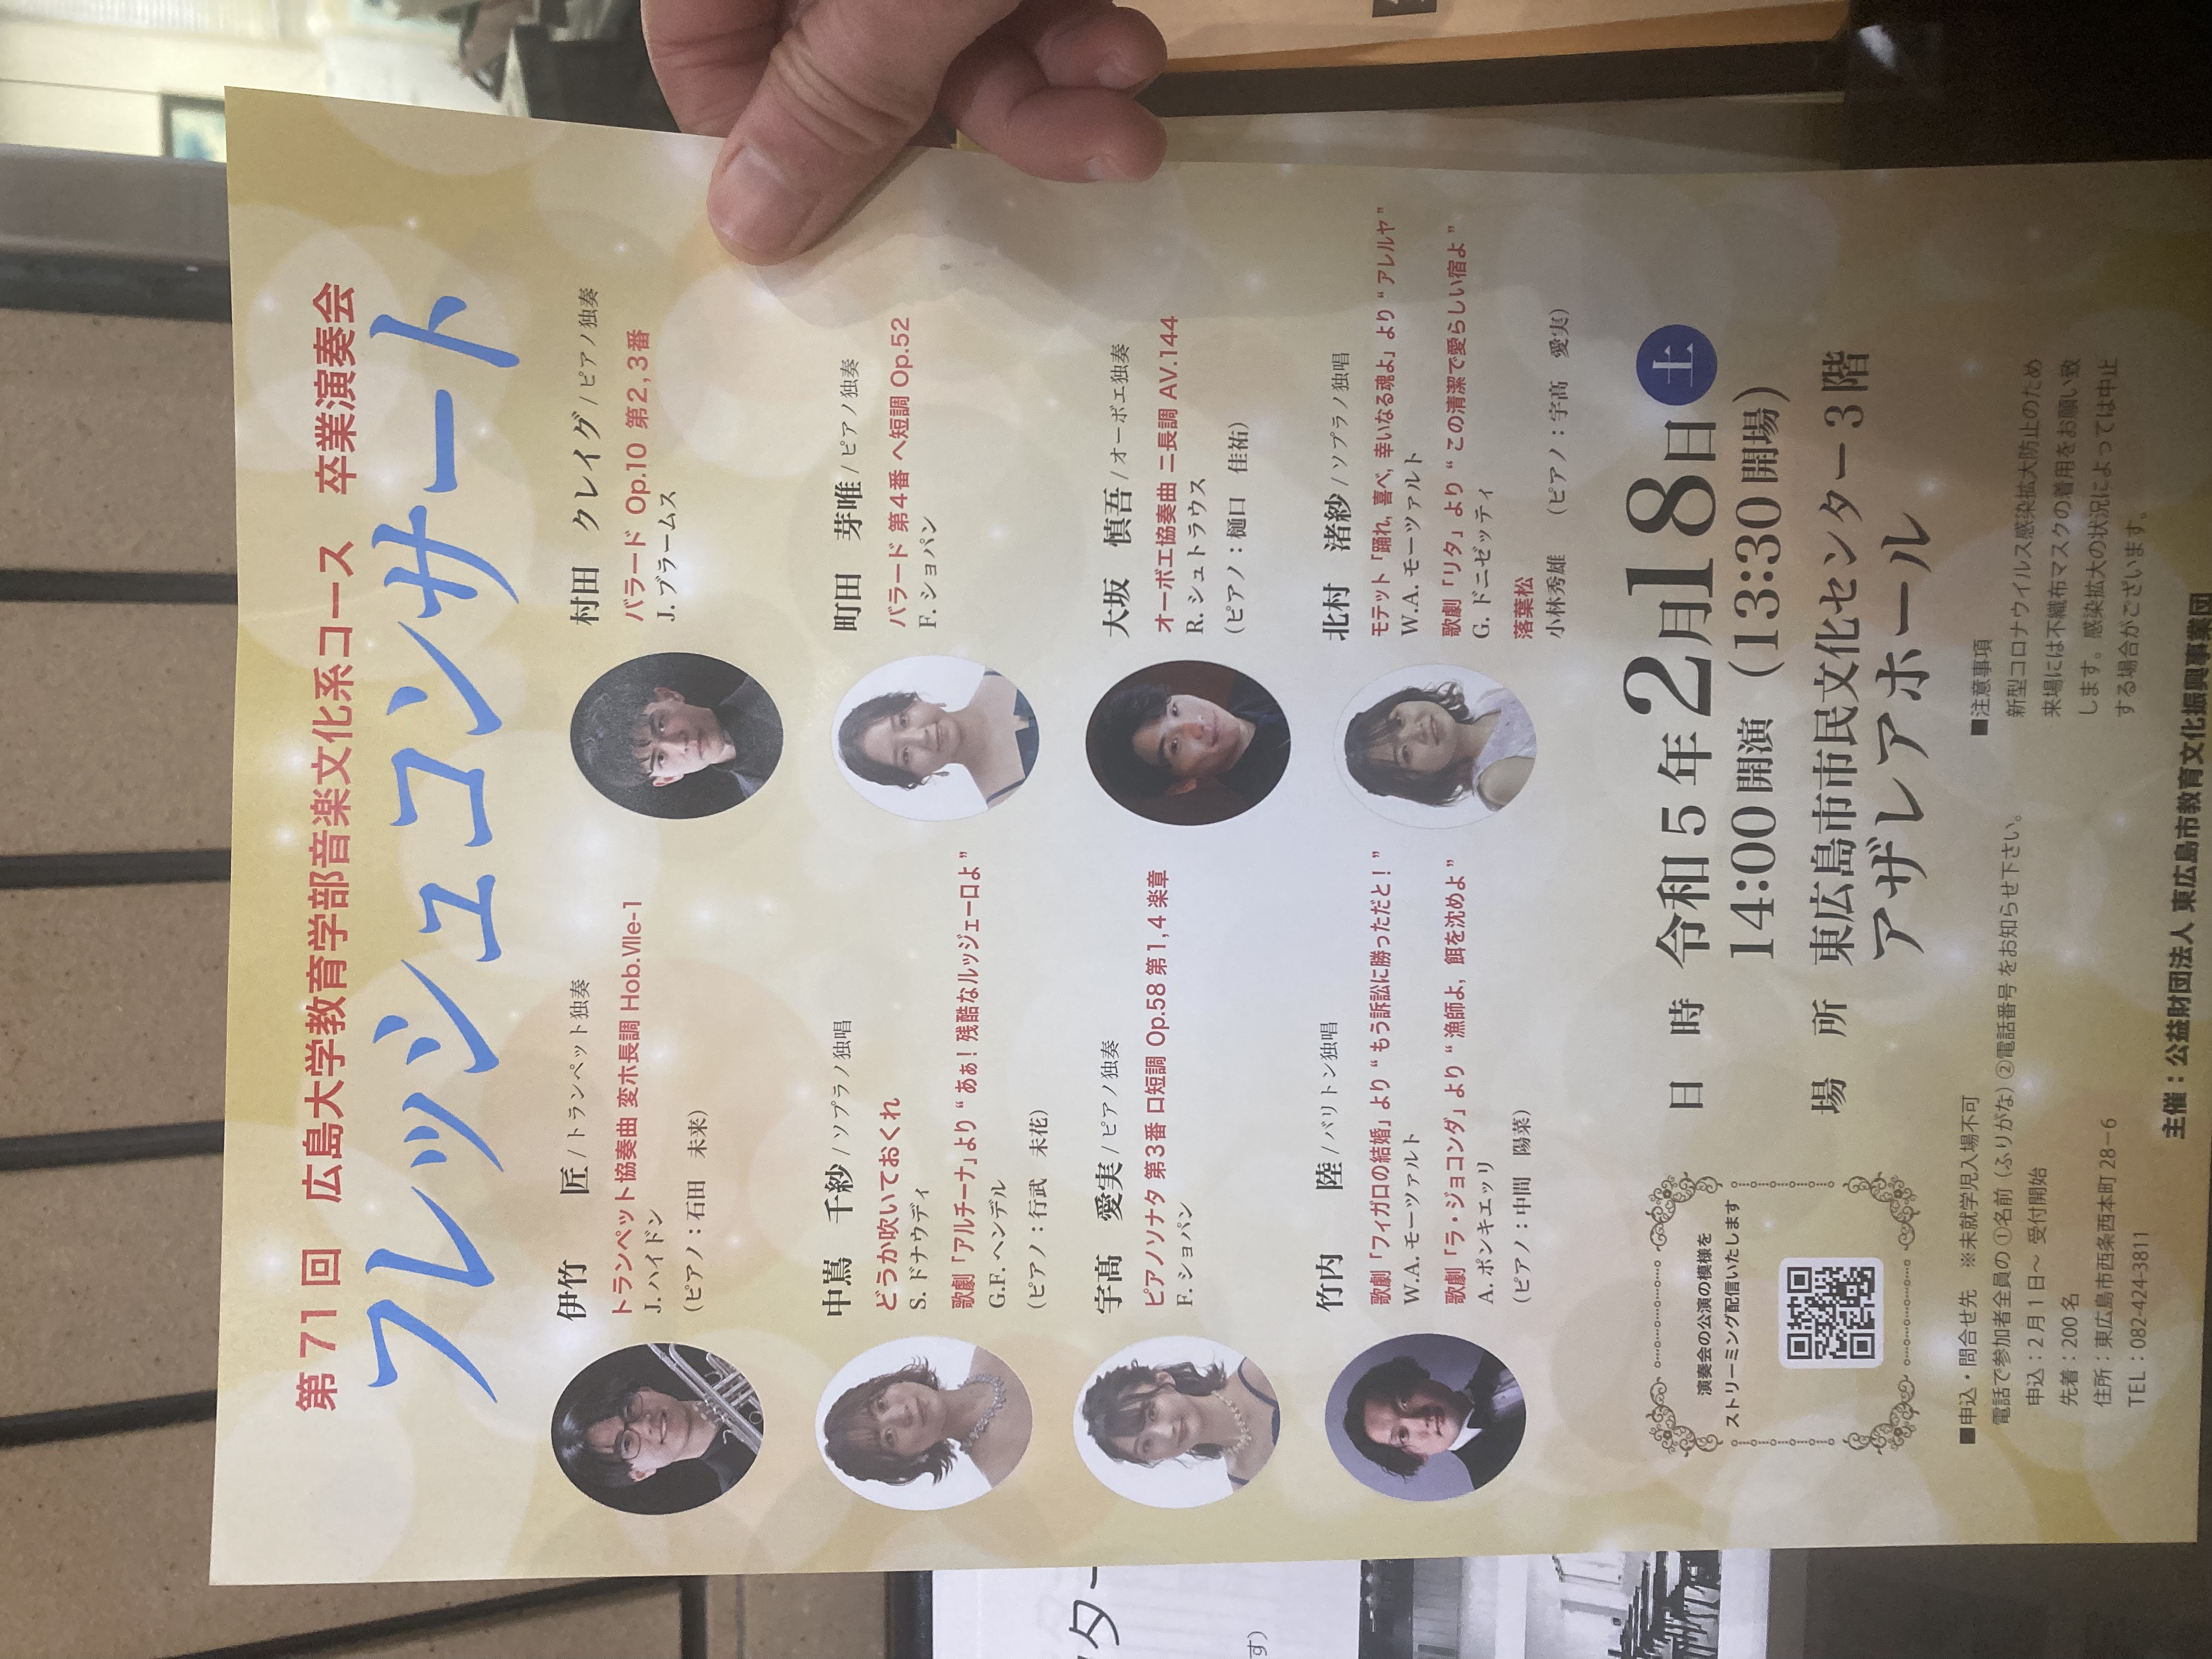 第71回 広島大学教育学部音楽文化系コース 卒業演奏会
フレッシュコンサート
伊竹 匠 / トランペット独奏
トランペット協奏曲 変ホ長調 Hob.Ⅶe-1
J. ハイドン
（ピアノ：石田 未来）
村田 クレイグ / ピアノ独奏
バラード Op.10 第2, 3番
J. ブラームス
中嶌 千紗 / ソプラノ独唱
どうか吹いておくれ
S. ドナウディ
歌劇「アルチーナ」より “ あぁ！ 残酷なルッジェーロよ ”
G.F. ヘンデル
（ピアノ：行武 未花）
町田 芽唯 / ピアノ独奏
バラード 第4番 ヘ短調 Op.52
F. ショパン
宇髙 愛実 / ピアノ独奏
ピアノソナタ 第3番 ロ短調 Op.58 第1, 4 楽章
F. ショパン
大坂 慎吾 / オーボエ独奏
オーボエ協奏曲 ニ長調 AV.144
R. シュトラウス
（ピアノ：樋口 佳祐）
竹内 陸 / バリトン独唱
歌劇「フィガロの結婚」より “ もう訴訟に勝っただと！ ”
W.A. モーツァルト
歌劇「ラ・ジョコンダ」より “ 漁師よ, 餌を沈めよ ”
A. ポンキエッリ
（ピアノ：中間 陽菜）
北村 渚紗 / ソプラノ独唱
モテット「踊れ, 喜べ, 幸いなる魂よ」より “ アレルヤ ”
W.A. モーツァルト
歌劇「リタ」より “ この清潔で愛らしい宿よ ”
G. ドニゼッティ
落葉松
小林秀雄 （ピアノ：宇髙 愛実）
演奏会の公演の模様を
ストリーミング配信いたします
日時 令和5年2月18日 土
14:00 開演 （13:30 開場）
場所 東広島市市民文化センター3階
アザレアホール
■申込・問合せ先 ※未就学児入場不可
電話で参加者全員の ①名前（ふりがな）②電話番号 をお知らせ下さい。
申込：2月1日～ 受付開始
先着：200名
住所：東広島市西条西本町 28－6
TEL：082-424-3811
■注意事項
新型コロナウイルス感染拡大防止のため
来場には不織布マスクの着用をお願い致
します。感染拡大の状況によっては中止
する場合がございます。
主催：公益財団法人 東広島市教育文化振興事業団
ター
す）